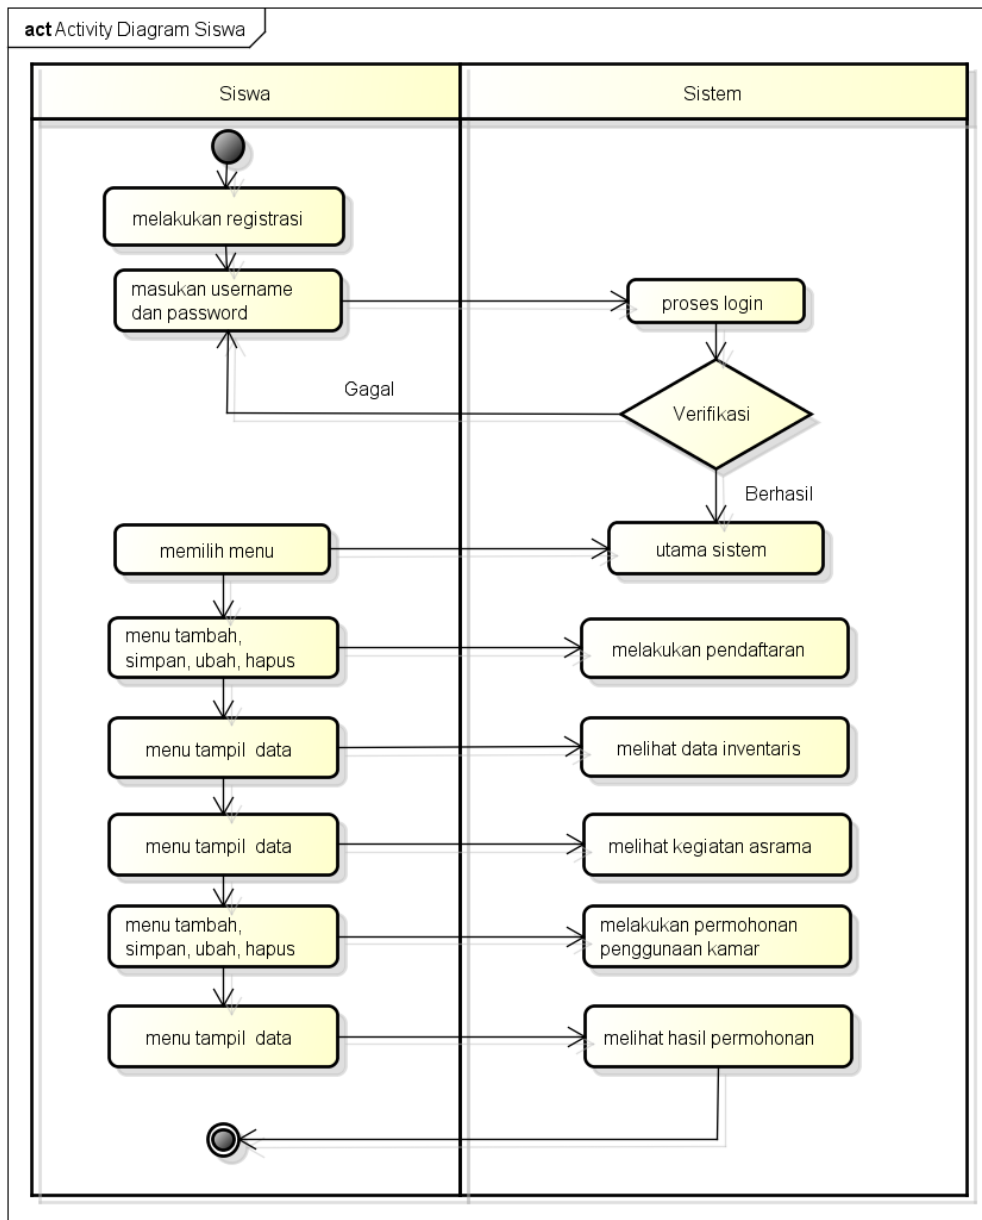 act Activity Diagram Siswa
Siswa
Sistem
melakukan registrasi
masukan username
dan password
proses login
Gagal
Verifikasi
Berhasil
memilih menu
utama sistem
menu tambah,
simpan, ubah, hapus
melakukan pendaftaran
menu tampil data
melihat data inventaris
menu tampil data
melihat kegiatan asrama
menu tambah,
simpan, ubah, hapus
melakukan permohonan
penggunaan kamar
menu tampil data
melihat hasil permohonan